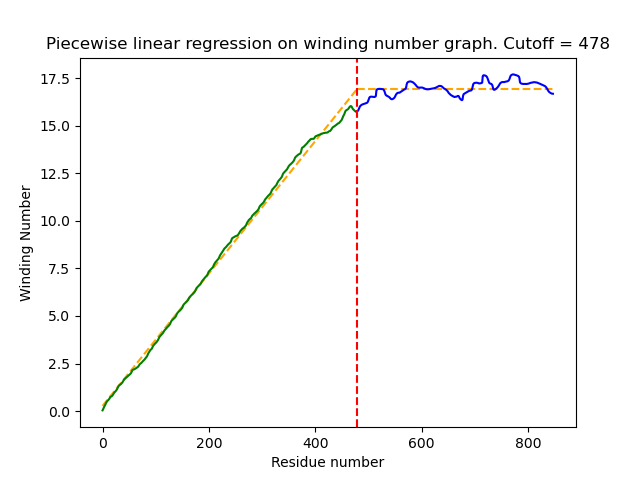 Piecewise linear regression on winding number graph. Cutoff = 478
17.5
15.0
12.5
10.0
7.5
5.0
2.5
0.0
Winding Number
0 200 400 600 800
Residue number